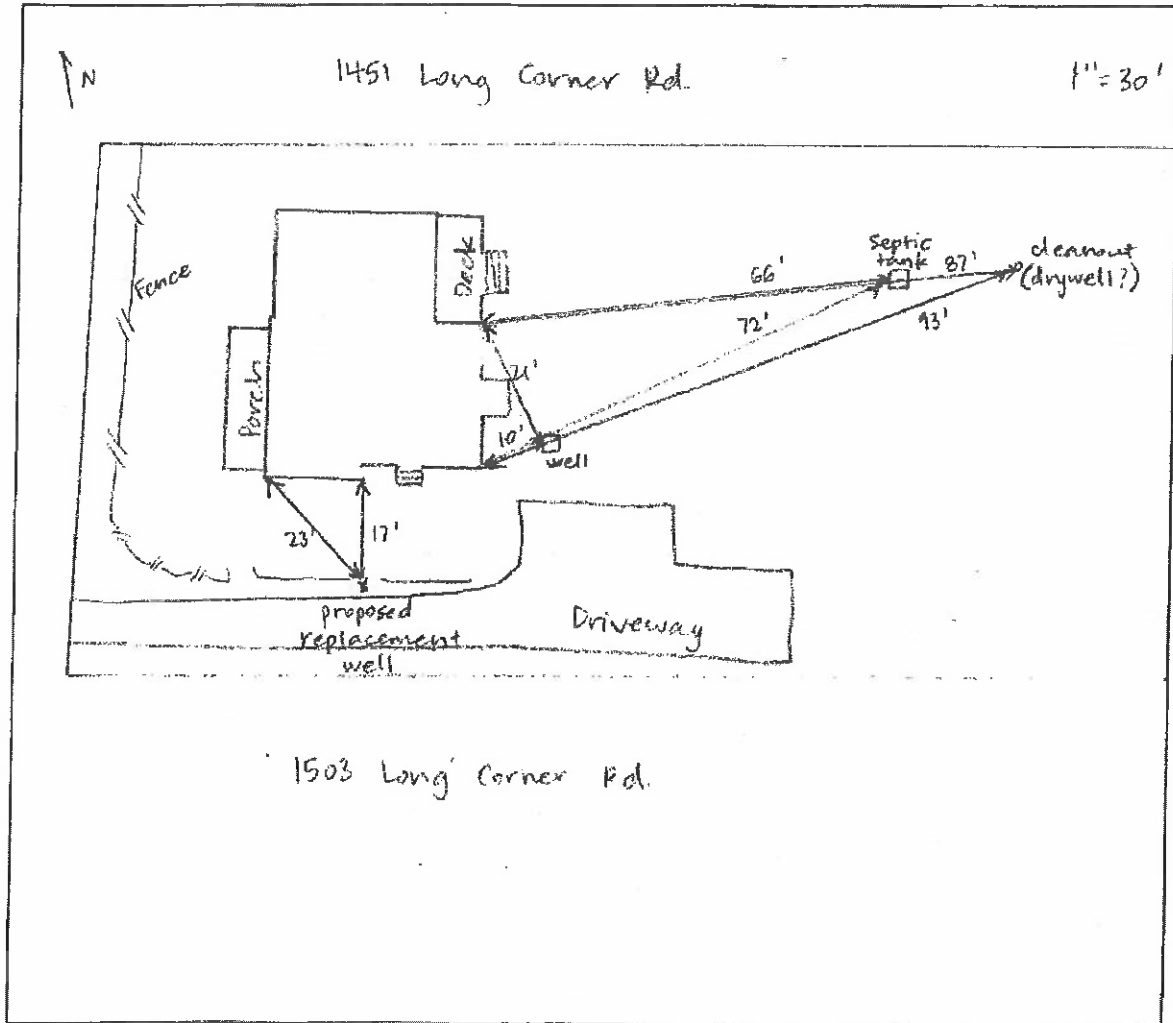 N
1451 Long Corner Rd.
1"=30'
Fence
Deck
Porch
Septic
tank
66'
87'
cleanout
(drywell?)
72'
93'
21'
10'
well
23'
17'
proposed
replacement
well
Driveway
1503 Long Corner Rd.